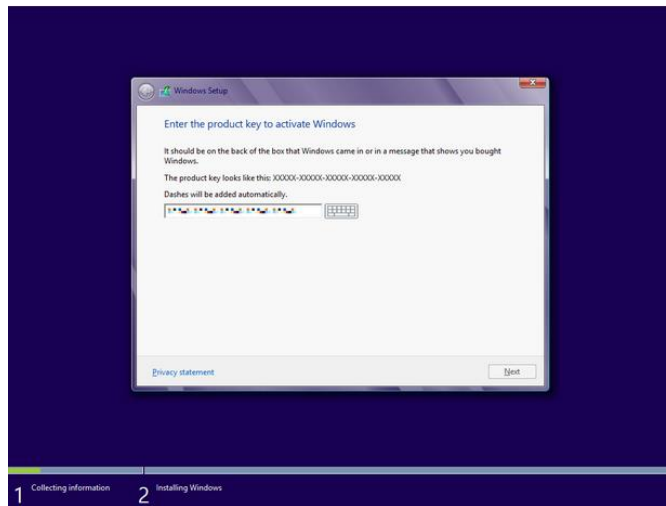 Windows Setup
Enter the product key to activate Windows
It should be on the back of the box that Windows came in or in a message that shows you bought
Windows.
The product key looks like this: XXXXX-XXXXX-XXXXX-XXXXX-XXXXX
Dashes will be added automatically.
Privacy statement
Next
1 Collecting information
2 Installing Windows